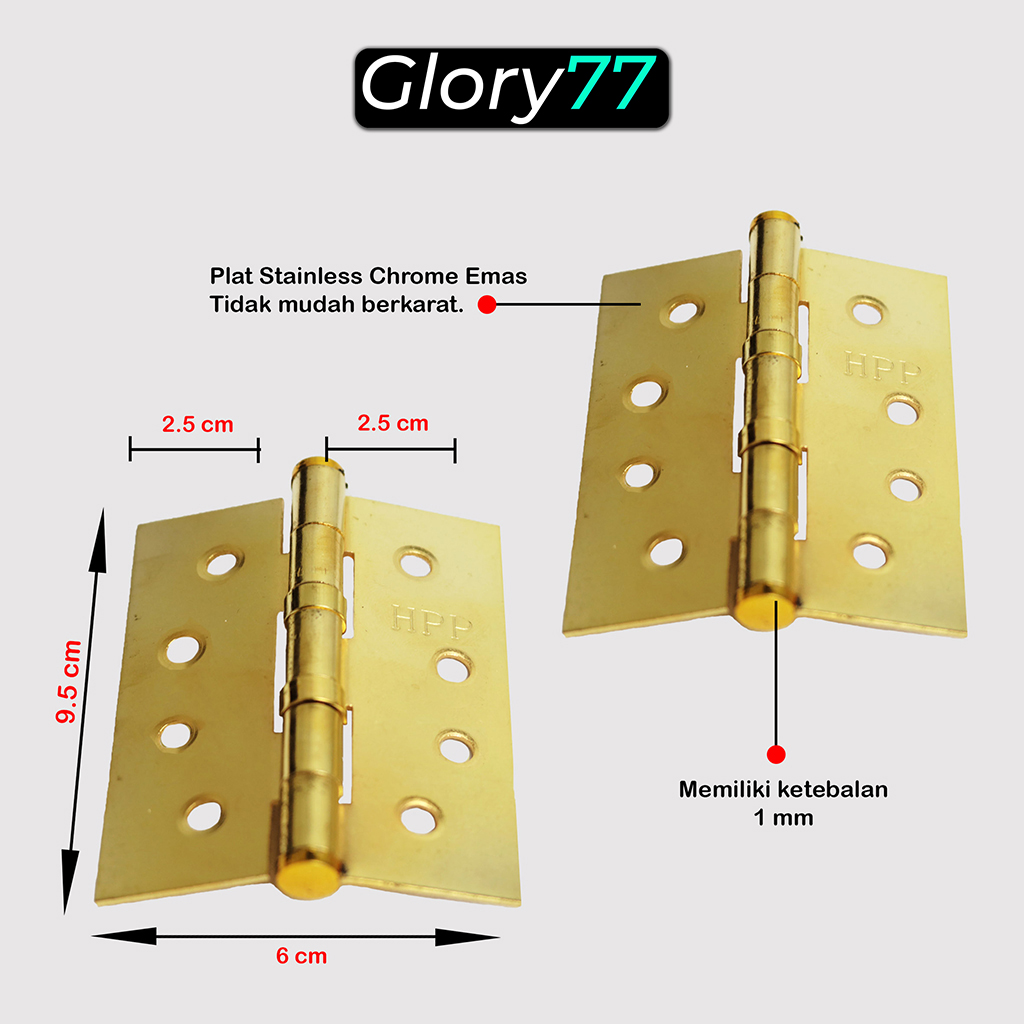 Glory77
Plat Stainless Chrome Emas
Tidak mudah berkarat.
HPP
2.5 cm
2.5 cm
HPP
9.5 cm
6 cm
Memiliki ketebalan
1 mm